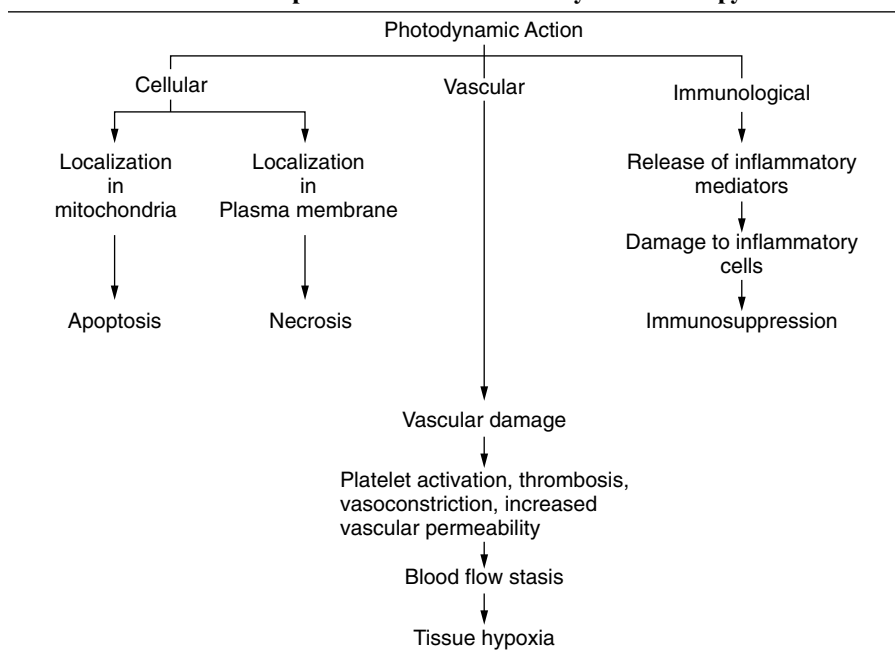 Photodynamic Action
Cellular
Vascular
Immunological
Localization
in
mitochondria
Localization
in
Plasma membrane
Release of inflammatory
mediators
Damage to inflammatory
cells
Apoptosis
Necrosis
Immunosuppression
Vascular damage
Platelet activation, thrombosis,
vasoconstriction, increased
vascular permeability
Blood flow stasis
Tissue hypoxia